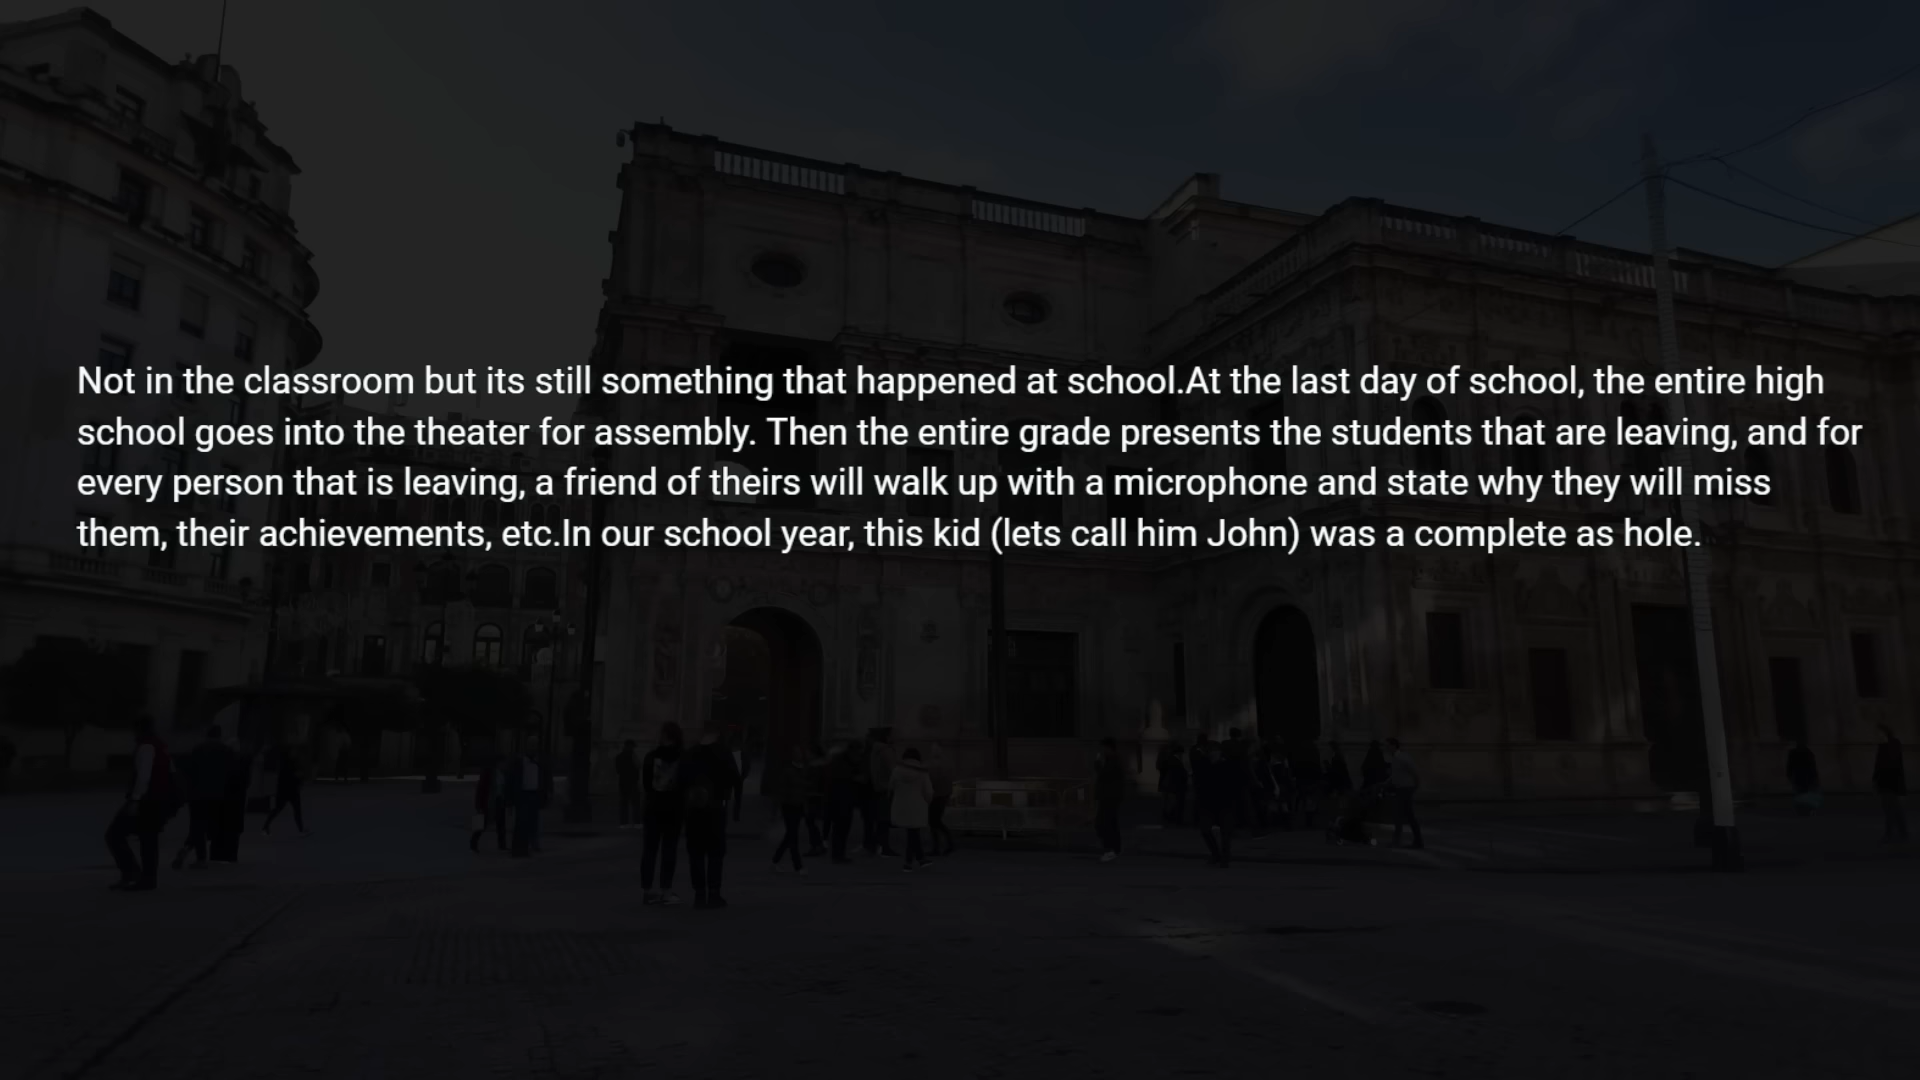 Not in the classroom but its still something that happened at school.At the last day of school, the entire high
school goes into the theater for assembly. Then the entire grade presents the students that are leaving, and for
every person that is leaving, a friend of theirs will walk up with a microphone and state why they will miss
them, their achievements, etc.In our school year, this kid (lets call him John) was a complete as hole.